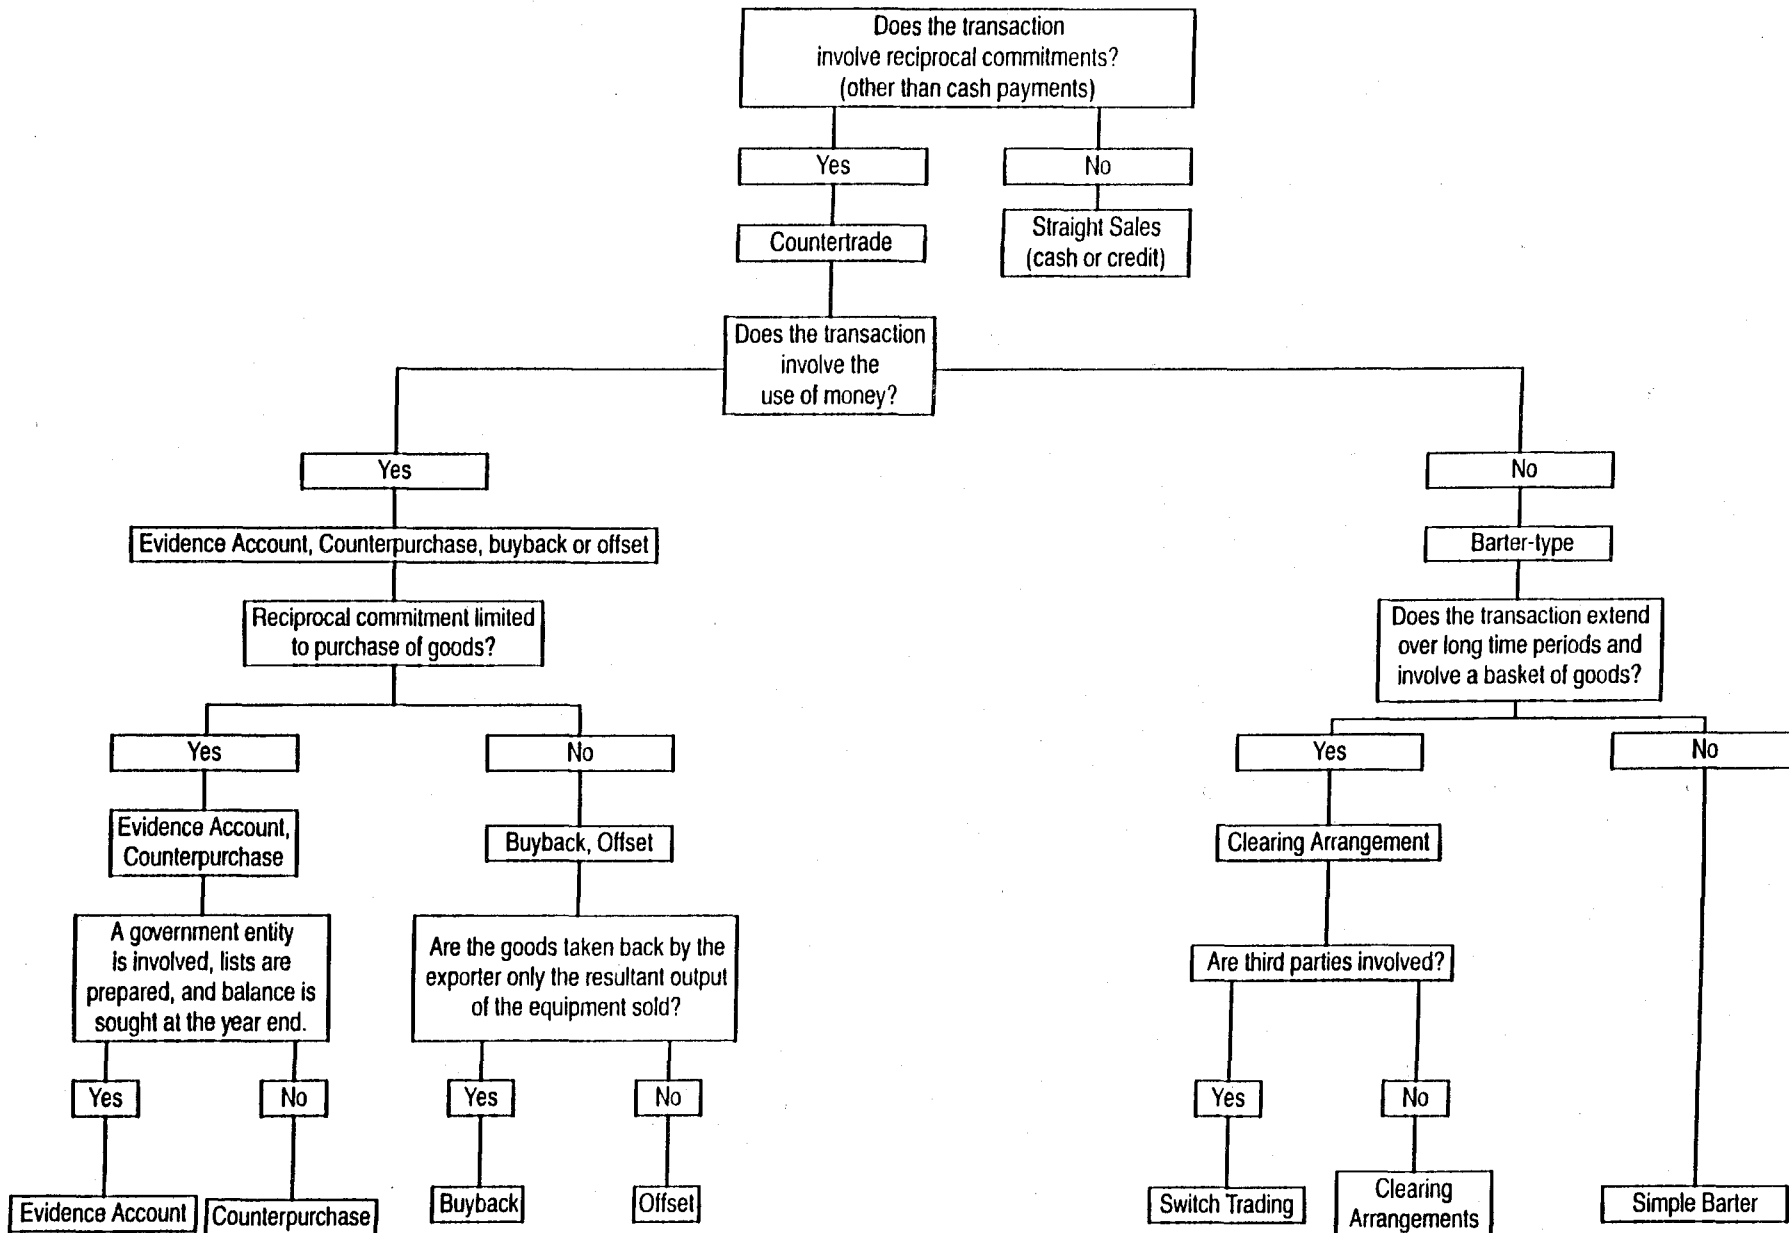 Does the transaction
involve reciprocal commitments?
(other than cash payments)
Yes
No
Countertrade
Straight Sales
(cash or credit)
Does the transaction
involve the
use of money?
Yes
No
Evidence Account, Counterpurchase, buyback or offset
Barter-type
Reciprocal commitment limited
to purchase of goods?
Does the transaction extend
over long time periods and
involve a basket of goods?
Yes
No
Yes
No
Evidence Account,
Counterpurchase
Buyback, Offset
Clearing Arrangement
A government entity
is involved, lists are
prepared, and balance is
sought at the year end.
Are the goods taken back by the
exporter only the resultant output
of the equipment sold?
Are third parties involved?
Yes
No
Yes
No
Yes
No
Evidence Account
Counterpurchase
Buyback
Offset
Switch Trading
Clearing
Arrangements
Simple Barter